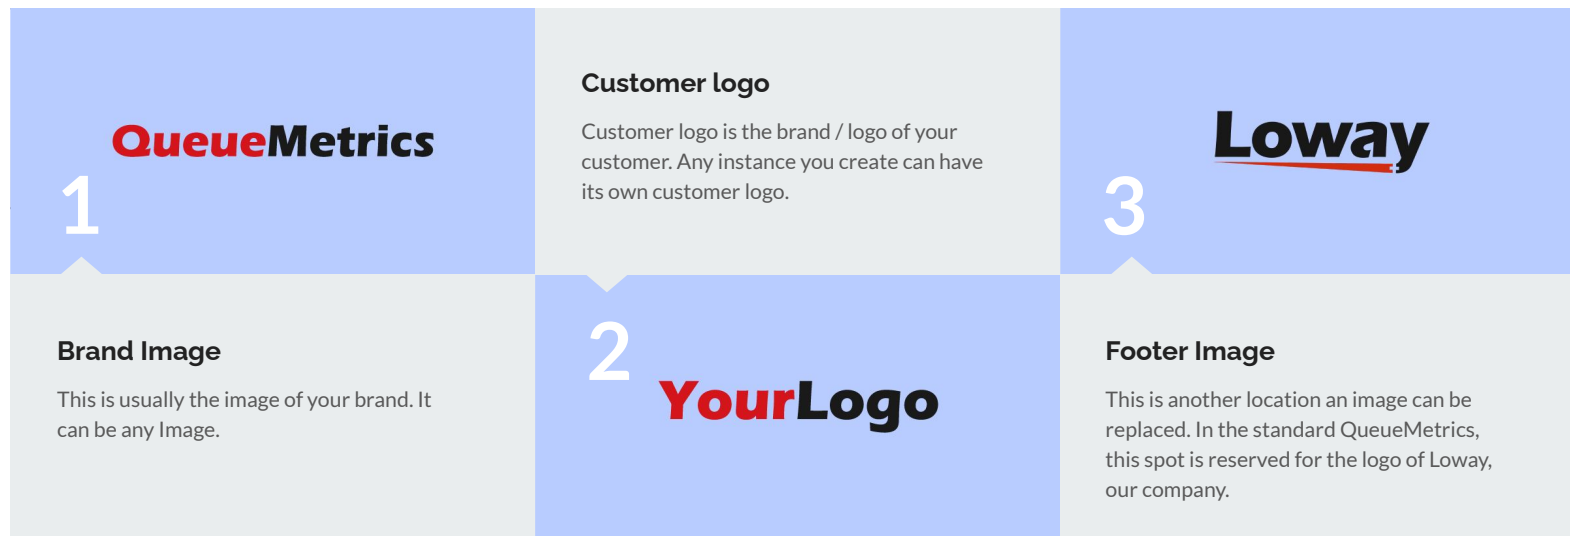 QueueMetrics
1
Brand Image
This is usually the image of your brand. It
can be any Image.
Customer logo
Customer logo is the brand / logo of your
customer. Any instance you create can have
its own customer logo.
2
YourLogo
Loway
3
Footer Image
This is another location an image can be
replaced. In the standard QueueMetrics,
this spot is reserved for the logo of Loway,
our company.